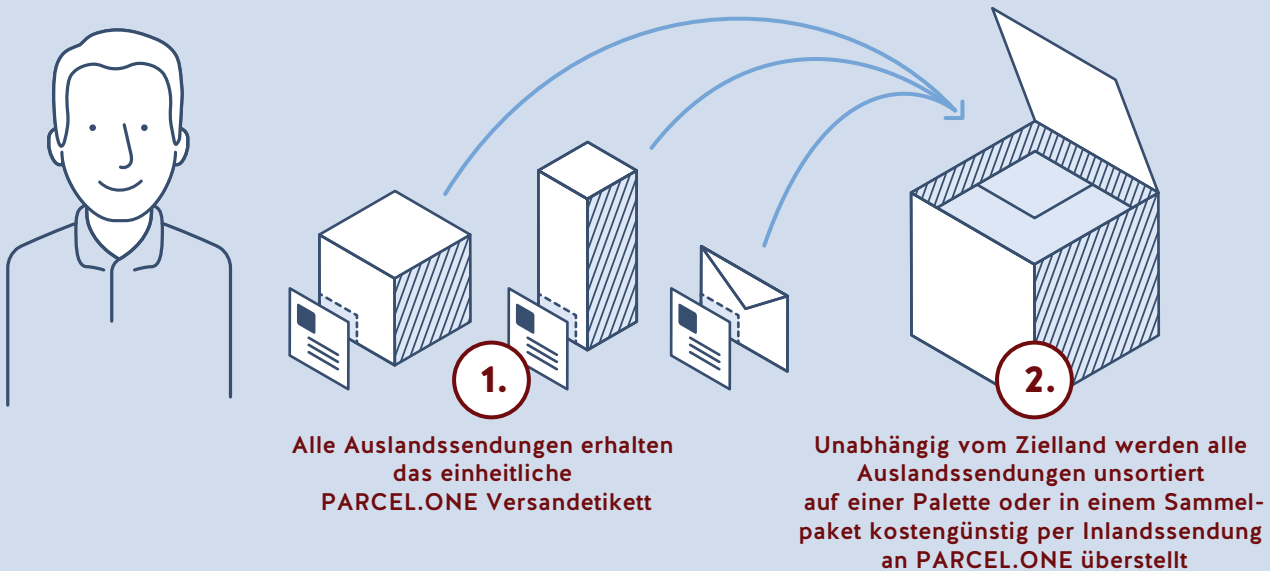 1.
Alle Auslandssendungen erhalten
das einheitliche
PARCEL.ONE Versandetikett
2.
Unabhängig vom Zielland werden alle
Auslandssendungen unsortiert
auf einer Palette oder in einem Sammel-
paket kostengünstig per Inlandssendung
an PARCEL.ONE überstellt